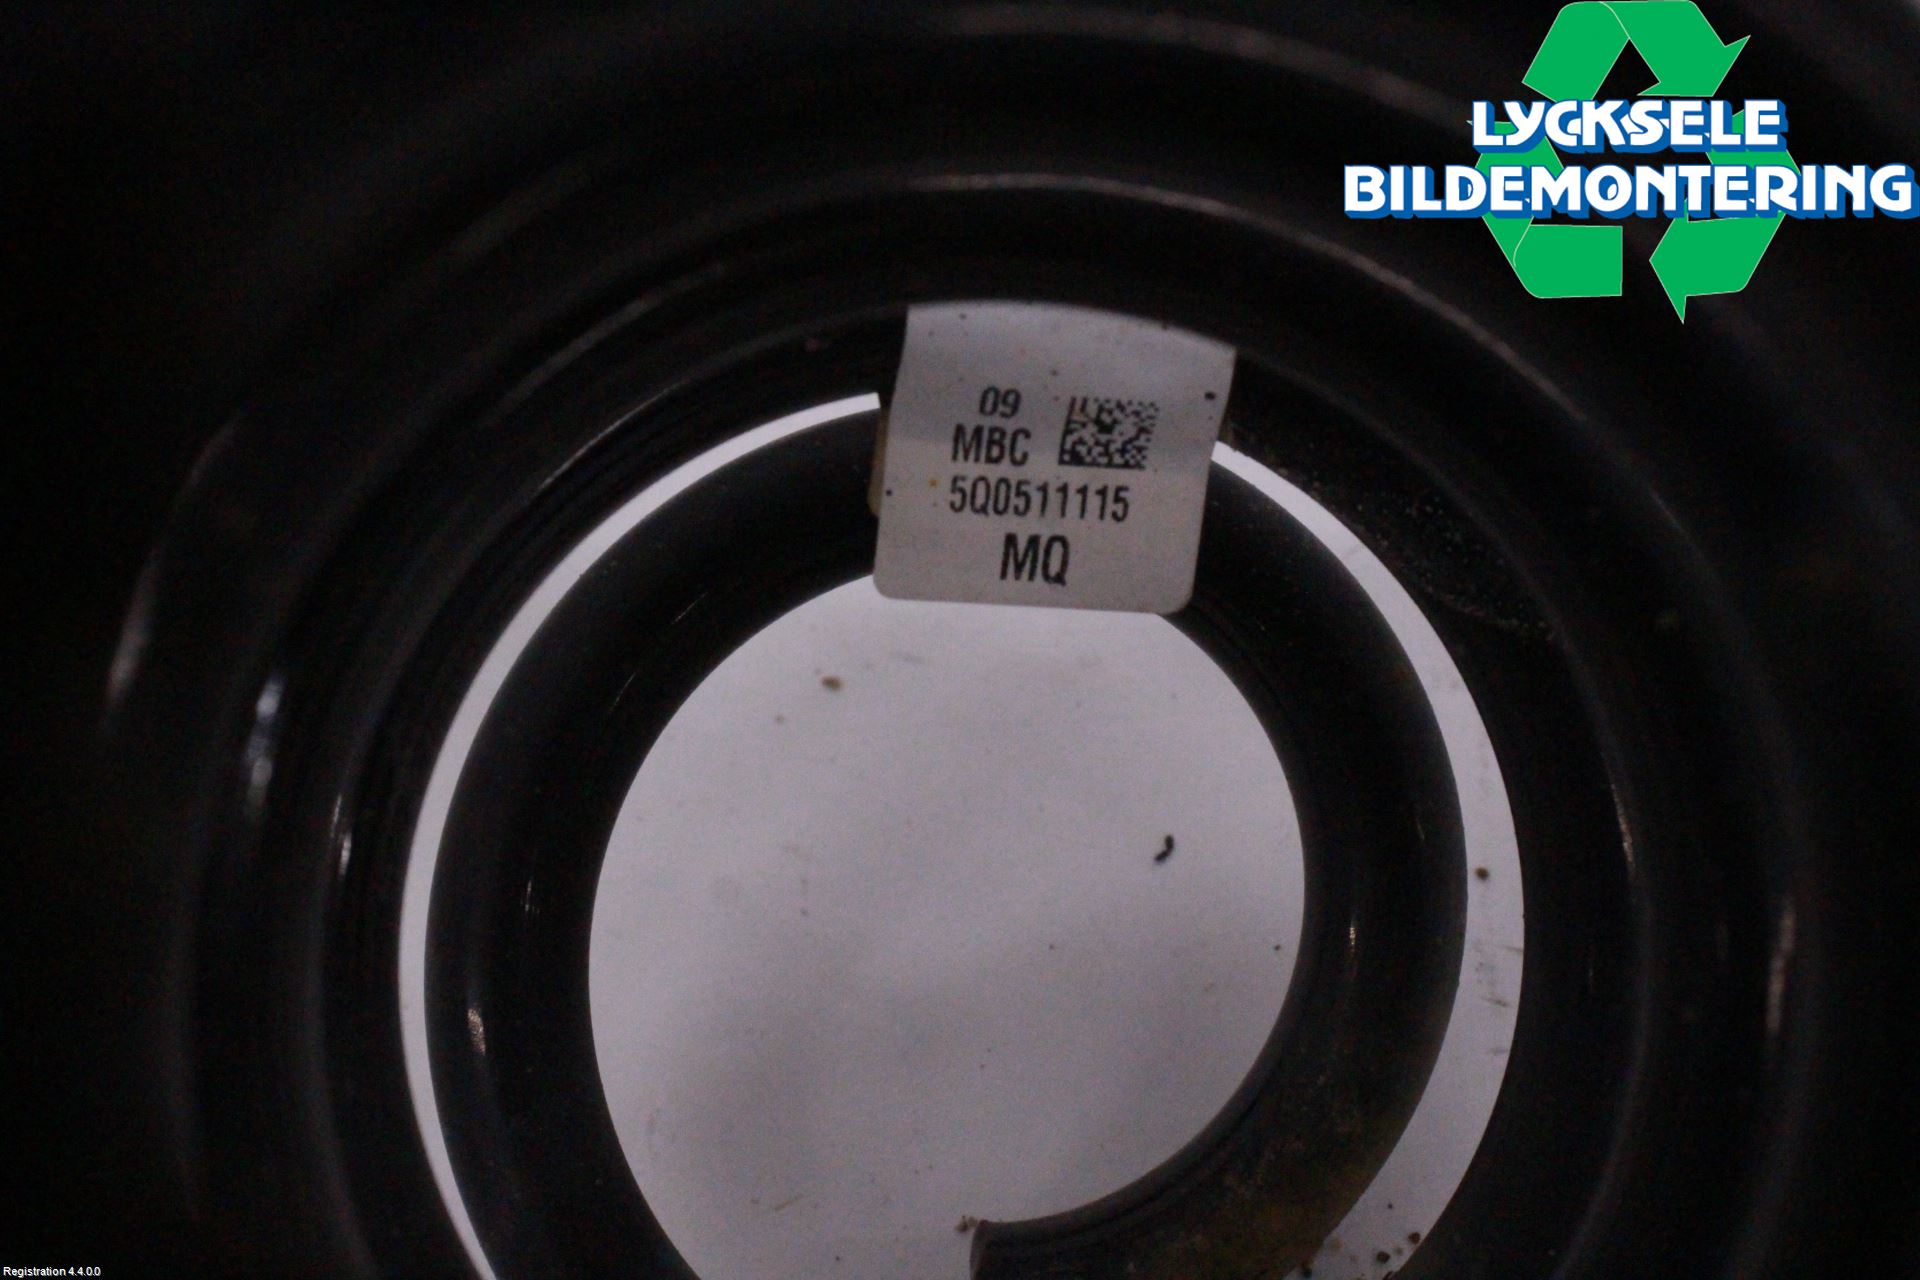 LYCKSELE
BILDEMONTERING
09
MBC
5Q0511115
MQ
Registration 4.4.0.0